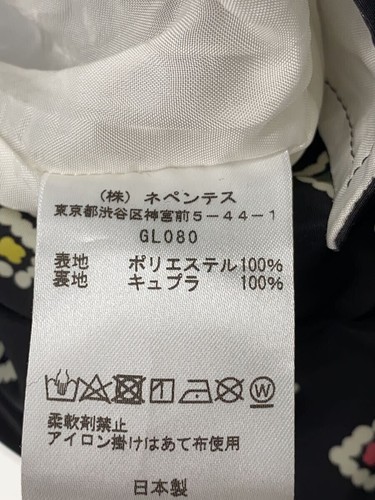 （株）ネペンテス
東京都渋谷区神宮前５－４４－１
GL080
表地 ポリエステル100%
裏地 キュプラ 100%
W
柔軟剤禁止
アイロン掛けはあて布使用
日本製